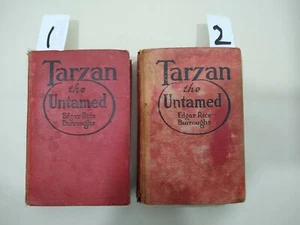 1
Tarzan
the
Untamed
Edgar Rice
Burroughs
2
Tarzan
the
Untamed
Edgar Rice
Burroughs